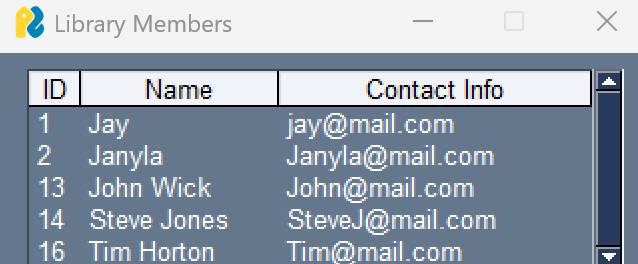 Library Members
ID Name Contact Info
1 Jay jay@mail.com
2 Janyla Janyla@mail.com
13 John Wick John@mail.com
14 Steve Jones SteveJ@mail.com
16 Tim Horton Tim@mail.com